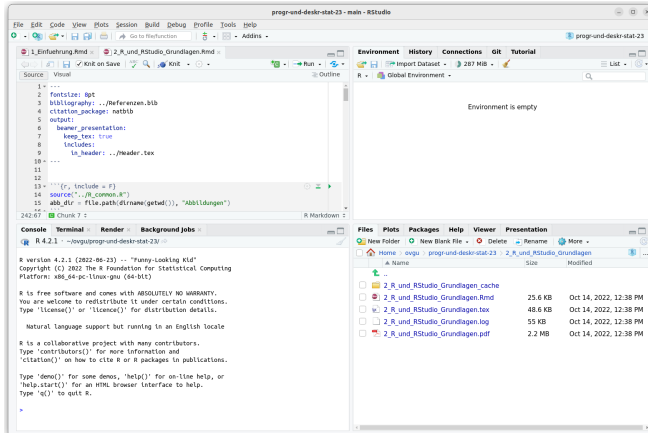 progr-und-deskr-stat-23 - main - RStudio
File Edit Code View Plots Session Build Debug Profile Tools Help
Go to file/function
Addins
progr-und-deskr-stat-23
1_Einfuehrung.Rmd
2_R_und_RStudio_Grundlagen.Rmd
Knit on Save
Knit
Run
Source Visual
Outline
1 ---
2 fontsize: 8pt
3 bibliography: ../Referenzen.bib
4 citation_package: natbib
5 output:
6 beamer_presentation:
7 keep_tex: true
8 includes:
9 in_header: ../Header.tex
10 ---
11
12
13 ```{r, include = F}
14 source("../R_common.R")
15 abb_dir = file.path(dirname(getwd()), "Abbildungen")
242:67 Chunk 7
R Markdown
Console Terminal Render Background Jobs
R 4.2.1 · ~/ovgu/progr-und-deskr-stat-23/
R version 4.2.1 (2022-06-23) -- "Funny-Looking Kid"
Copyright (C) 2022 The R Foundation for Statistical Computing
Platform: x86_64-pc-linux-gnu (64-bit)
R is free software and comes with ABSOLUTELY NO WARRANTY.
You are welcome to redistribute it under certain conditions.
Type 'license()' or 'licence()' for distribution details.
Natural language support but running in an English locale
R is a collaborative project with many contributors.
Type 'contributors()' for more information and
'citation()' on how to cite R or R packages in publications.
Type 'demo()' for some demos, 'help()' for on-line help, or
'help.start()' for an HTML browser interface to help.
Type 'q()' to quit R.
>
Environment History Connections Git Tutorial
Import Dataset
287 MiB
List
R Global Environment
Environment is empty
Files Plots Packages Help Viewer Presentation
New Folder New Blank File Delete Rename More
Home ovgu progr-und-deskr-stat-23 2_R_und_RStudio_Grundlagen ...
Name Size Modified
..
2_R_und_RStudio_Grundlagen_cache
2_R_und_RStudio_Grundlagen.Rmd 25.6 KB Oct 14, 2022, 12:38 PM
2_R_und_RStudio_Grundlagen.tex 48.6 KB Oct 14, 2022, 12:38 PM
2_R_und_RStudio_Grundlagen.log 55 KB Oct 14, 2022, 12:38 PM
2_R_und_RStudio_Grundlagen.pdf 2.2 MB Oct 14, 2022, 12:38 PM